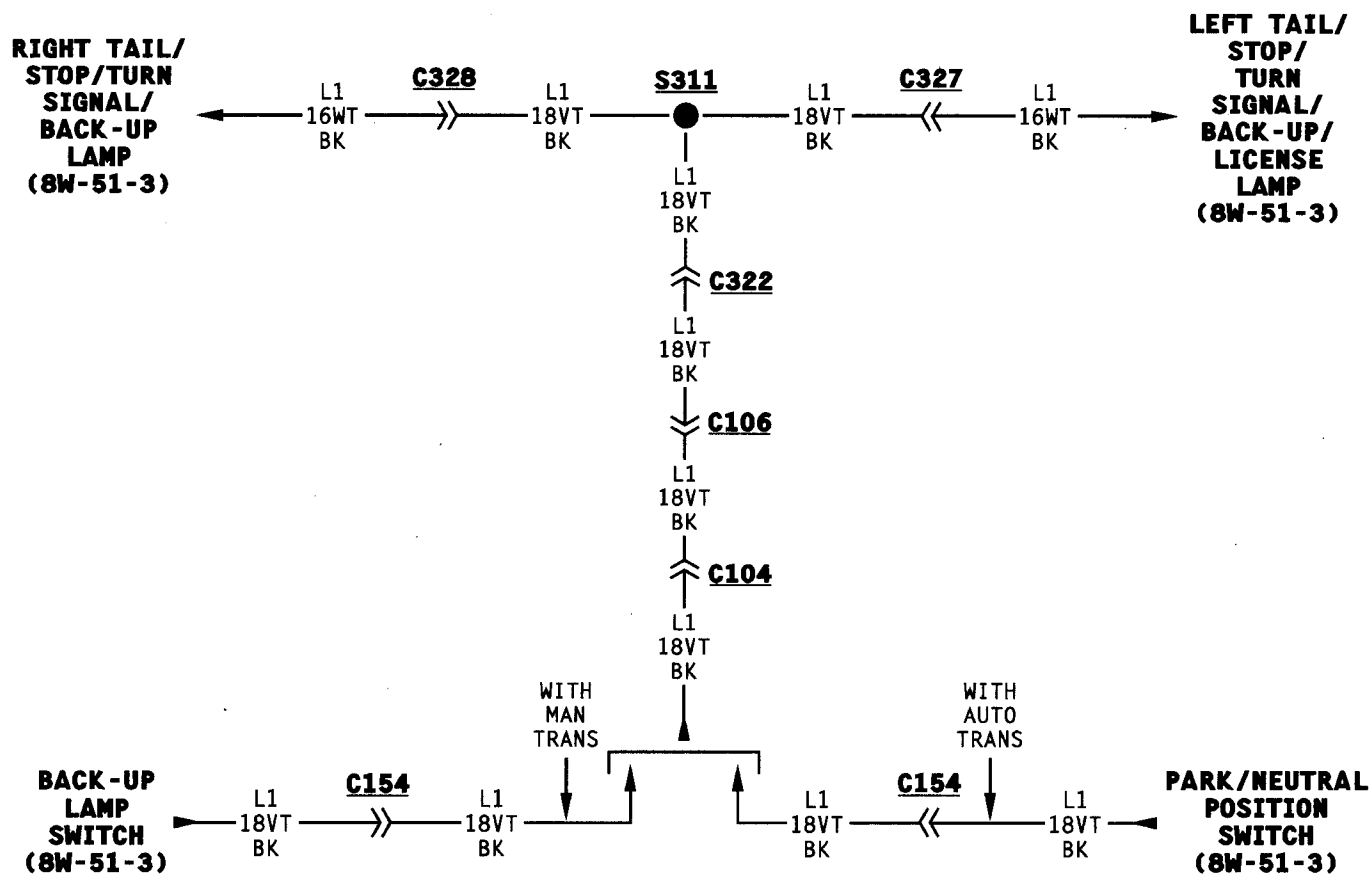 RIGHT TAIL/
STOP/TURN
SIGNAL/
BACK-UP
LAMP
(8W-51-3)
L1
16WT
BK
C328
L1
18VT
BK
S311
L1
18VT
BK
C327
L1
16WT
BK
LEFT TAIL/
STOP/
TURN
SIGNAL/
BACK-UP/
LICENSE
LAMP
(8W-51-3)
L1
18VT
BK
C322
L1
18VT
BK
C106
L1
18VT
BK
C104
L1
18VT
BK
WITH
MAN
TRANS
WITH
AUTO
TRANS
BACK-UP
LAMP
SWITCH
(8W-51-3)
L1
18VT
BK
C154
L1
18VT
BK
L1
18VT
BK
C154
L1
18VT
BK
PARK/NEUTRAL
POSITION
SWITCH
(8W-51-3)